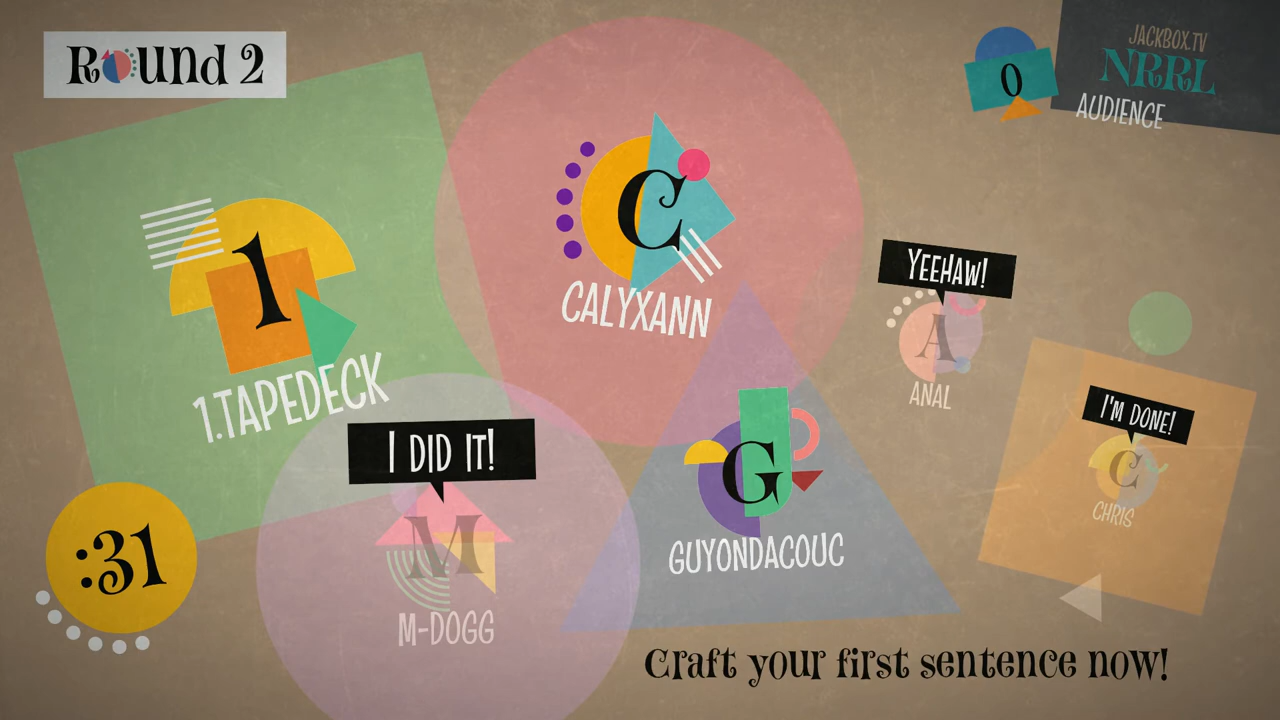 Round 2
JACKBOX.TV
NRRL
0
AUDIENCE
C
CALYXANN
1
1.TAPEDECK
YEEHAW!
A
ANAL
I'M DONE!
C
CHRIS
I DID IT!
M
M-DOGG
G
GUYONDACOUC
:31
Craft your first sentence now!